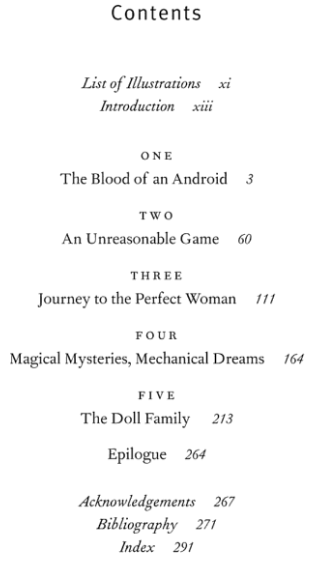 Contents
List of Illustrations xi
Introduction xiii
ONE
The Blood of an Android 3
TWO
An Unreasonable Game 60
THREE
Journey to the Perfect Woman 111
FOUR
Magical Mysteries, Mechanical Dreams 164
FIVE
The Doll Family 213
Epilogue 264
Acknowledgements 267
Bibliography 271
Index 291